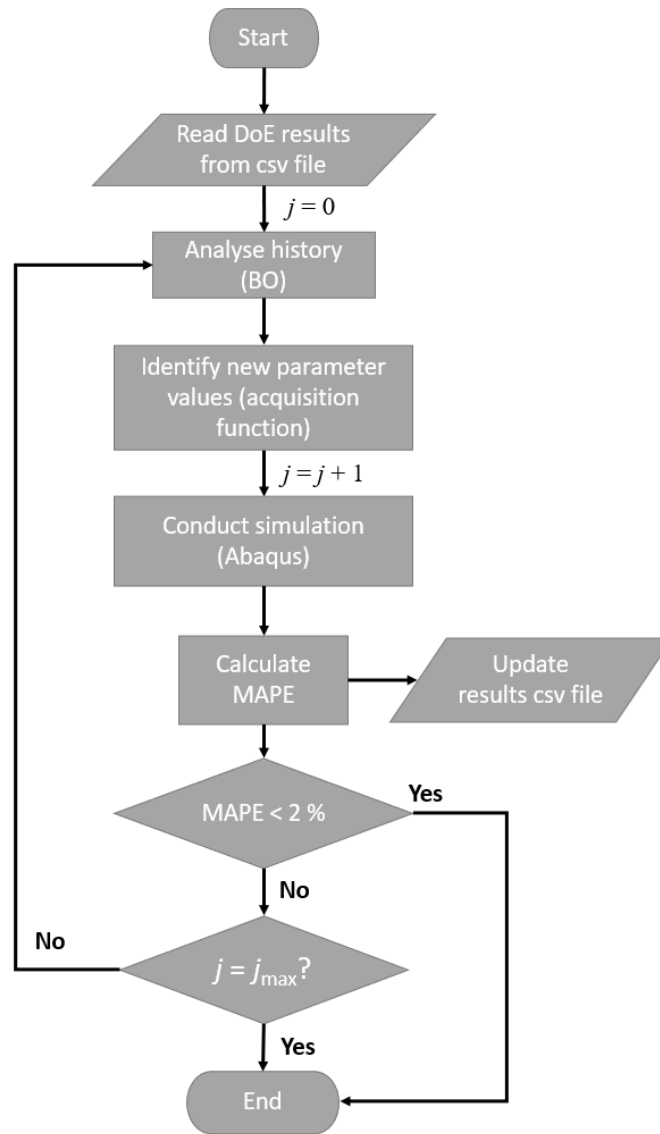 Start
Read DoE results
from csv file
j = 0
Analyse history
(BO)
Identify new parameter
values (acquisition
function)
j = j + 1
Conduct simulation
(Abaqus)
Calculate
MAPE
Update
results csv file
MAPE < 2 %
Yes
No
No
j = jmax?
Yes
End